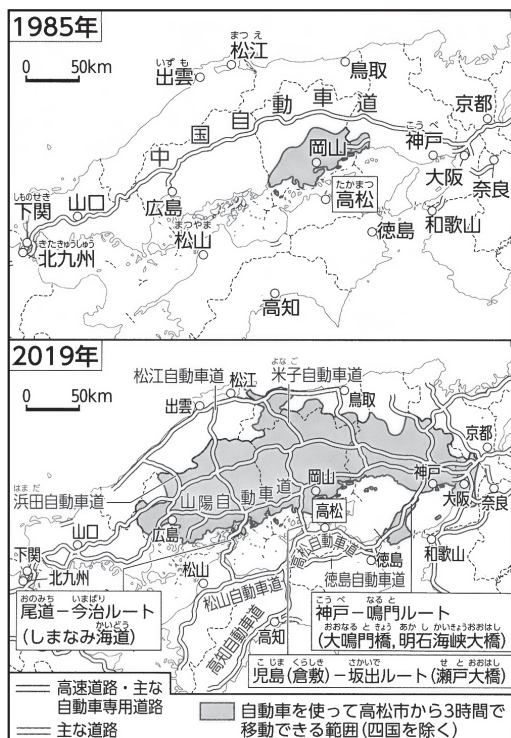 1985年
0 50km
まつえ
松江
いずも
出雲
鳥取
中国自動車道
京都
こうべ
神戸
岡山
大阪
奈良
しものせき
下関
山口
広島
たかまつ
高松
和歌山
きたきゅうしゅう
北九州
まつやま
松山
徳島
高知
2019年
0 50km
松江自動車道
よなご
米子自動車道
松江
出雲
鳥取
京都
はまだ
浜田自動車道
山陽自動車道
岡山
神戸
大阪
奈良
山口
広島
高松
高松自動車道
和歌山
下関
北九州
松山
徳島
徳島自動車道
松山自動車道
高知
高知自動車道
おのみち いまばり
尾道－今治ルート
かいどう
(しまなみ海道)
こうべ なると
神戸－鳴門ルート
おおなるときょう あかしかいきょうおおはし
(大鳴門橋,明石海峡大橋)
こじま くらしき さかいで せとおおはし
児島(倉敷)－坂出ルート(瀬戸大橋)
高速道路・主な
自動車専用道路
主な道路
自動車を使って高松市から3時間で
移動できる範囲(四国を除く)